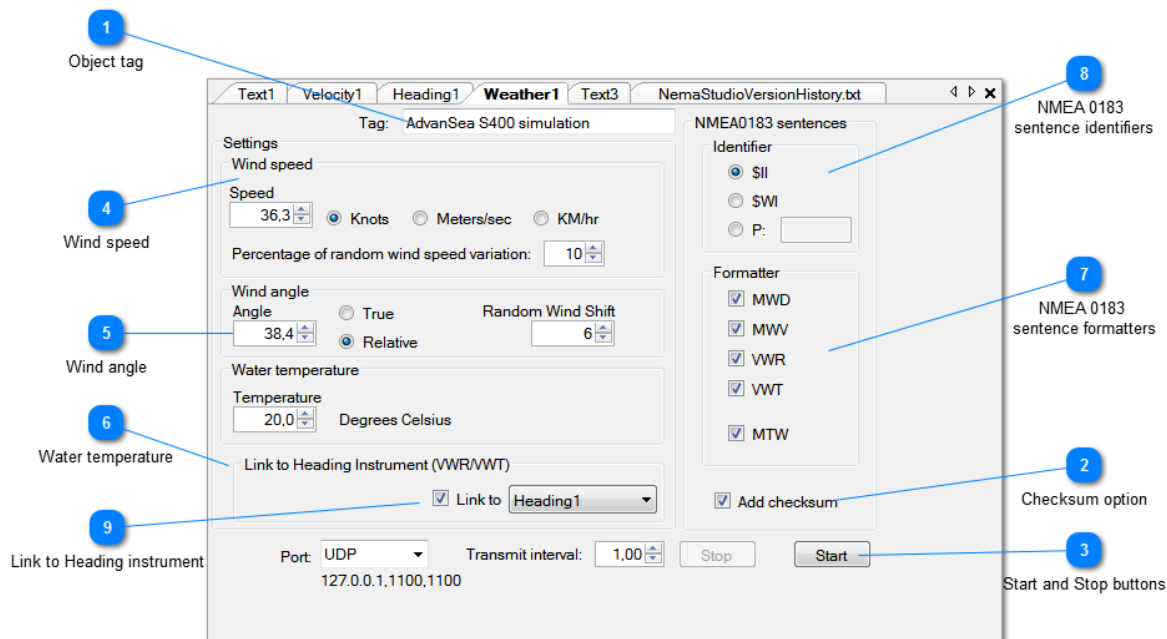 1
Object tag
8
NMEA 0183
sentence identifiers
Text1 Velocity1 Heading1 Weather1 Text3 NemaStudioVersionHistory.txt
Tag: AdvanSea S400 simulation
NMEA0183 sentences
Settings
Identifier
Wind speed
$II
Speed
$WI
4
36,3 Knots Meters/sec KM/hr
P:
Wind speed
Percentage of random wind speed variation: 10
Formatter
7
NMEA 0183
sentence formatters
MWD
Wind angle
Angle True Random Wind Shift
5
38,4 Relative 6
MWV
VWR
Wind angle
Water temperature
VWT
Temperature
6
20,0 Degrees Celsius
MTW
Water temperature
Link to Heading Instrument (VWR/VWT)
2
Checksum option
9
Link to Heading1
Add checksum
Link to Heading instrument
Port: UDP Transmit interval: 1,00 Stop Start
3
127.0.0.1,1100,1100
Start and Stop buttons